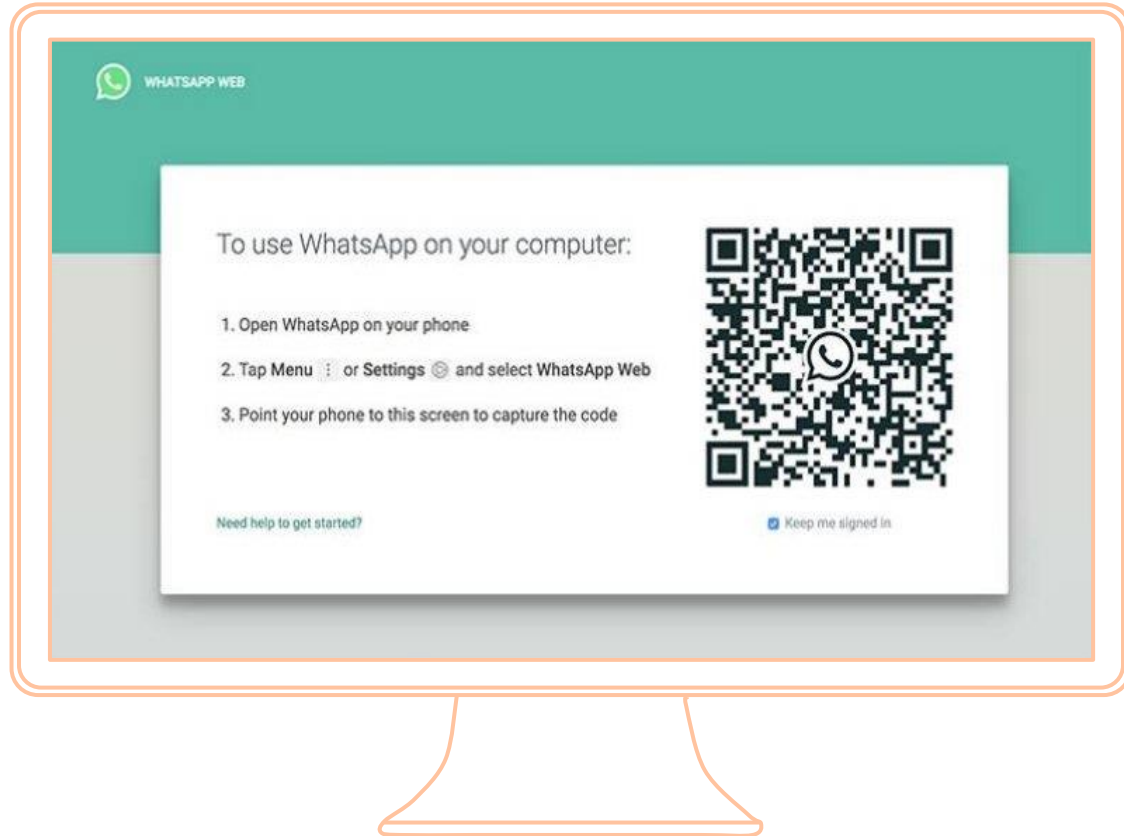 WHATSAPP WEB
To use WhatsApp on your computer:
1. Open WhatsApp on your phone
2. Tap Menu or Settings and select WhatsApp Web
3. Point your phone to this screen to capture the code
Need help to get started?
Keep me signed in